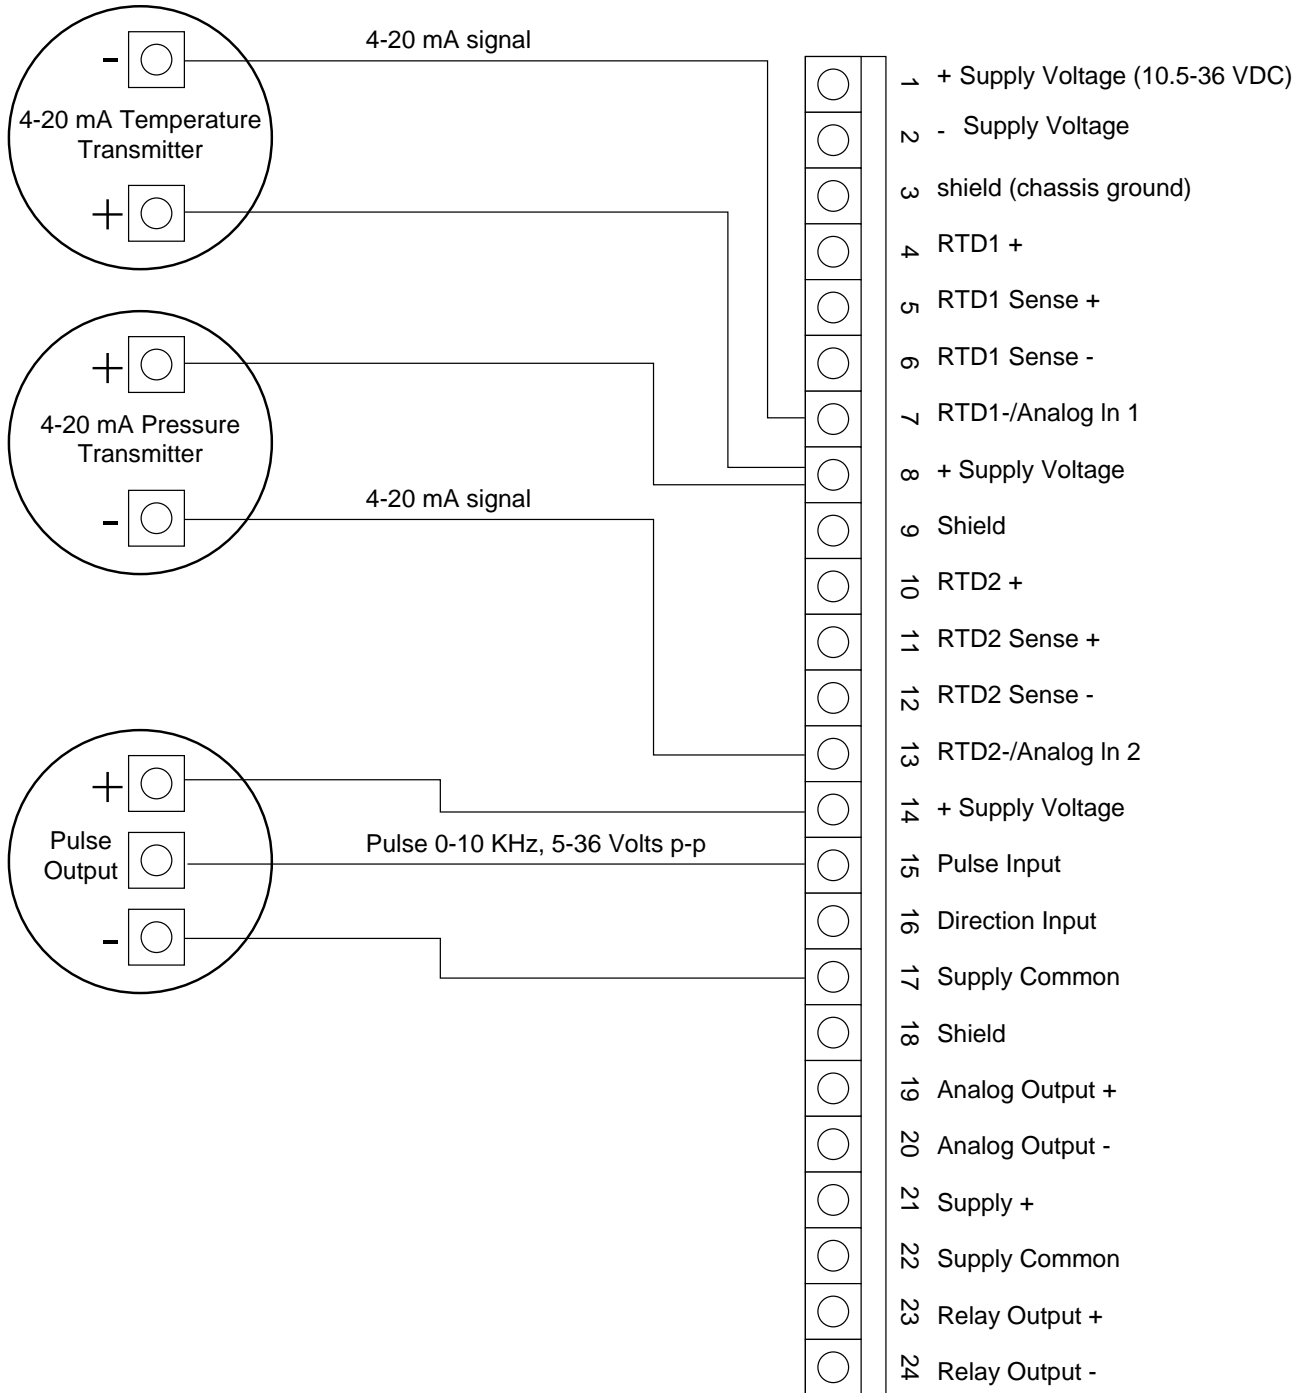 -
4-20 mA Temperature
Transmitter
+
4-20 mA signal
+
4-20 mA Pressure
Transmitter
-
4-20 mA signal
+
Pulse
Output
-
Pulse 0-10 KHz, 5-36 Volts p-p
1 + Supply Voltage (10.5-36 VDC)
2 - Supply Voltage
3 shield (chassis ground)
4 RTD1 +
5 RTD1 Sense +
6 RTD1 Sense -
7 RTD1-/Analog In 1
8 + Supply Voltage
9 Shield
10 RTD2 +
11 RTD2 Sense +
12 RTD2 Sense -
13 RTD2-/Analog In 2
14 + Supply Voltage
15 Pulse Input
16 Direction Input
17 Supply Common
18 Shield
19 Analog Output +
20 Analog Output -
21 Supply +
22 Supply Common
23 Relay Output +
24 Relay Output -